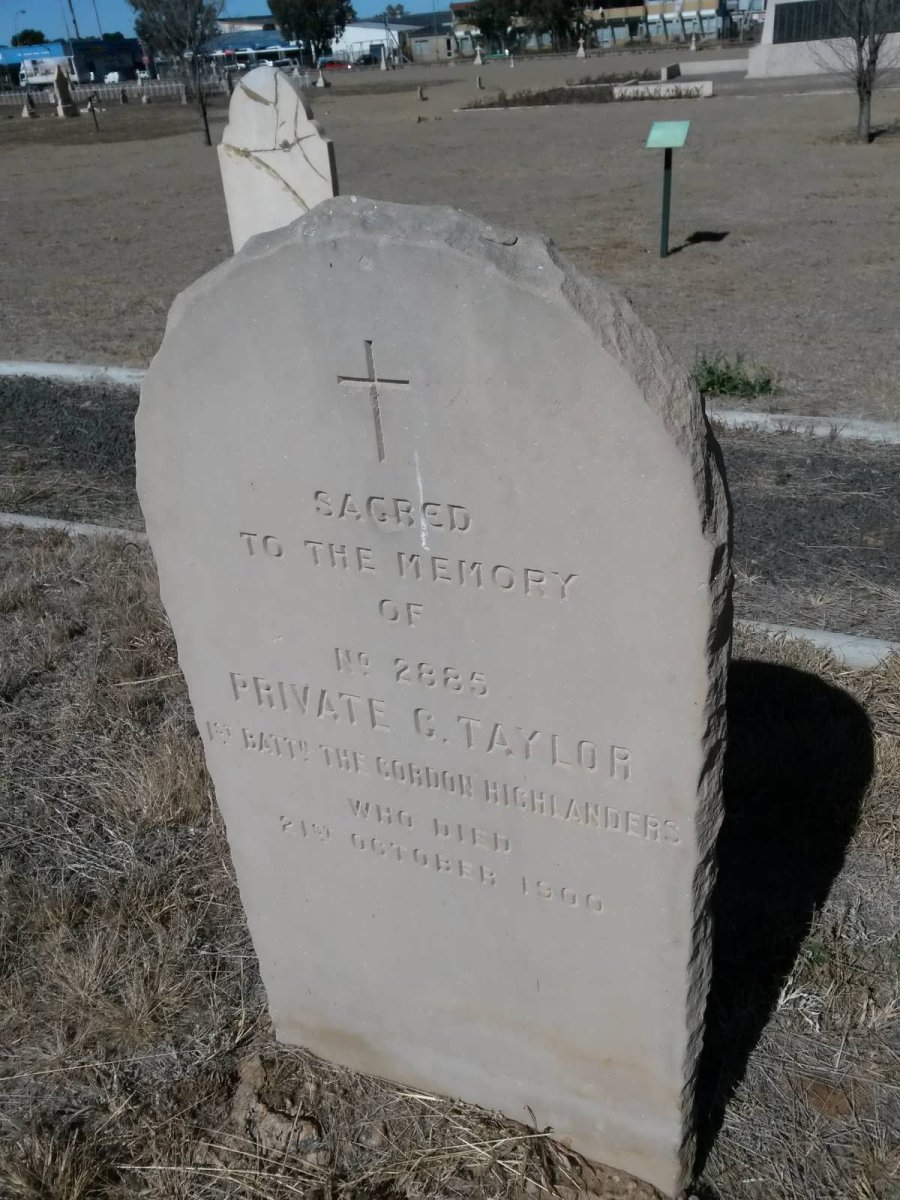 SACRED
TO THE MEMORY
OF
Nº 2885
PRIVATE C. TAYLOR
1ST BATTN THE GORDON HIGHLANDERS
WHO DIED
21ST OCTOBER 1900